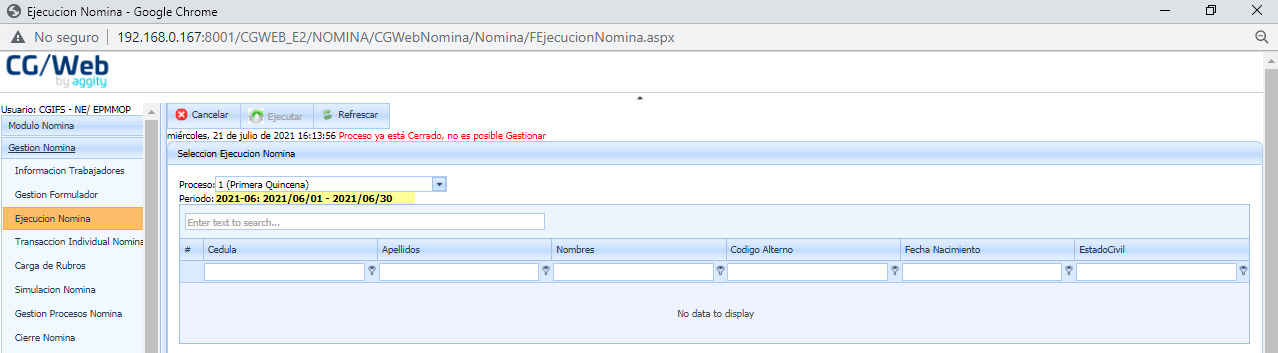 Ejecucion Nomina - Google Chrome
No seguro | 192.168.0.167:8001/CGWEB_E2/NOMINA/CGWebNomina/Nomina/FEjecucionNomina.aspx
CG/Web
by aggity
Usuario: CGIFS - NE/ EPMMOP
Modulo Nomina
Gestion Nomina
Informacion Trabajadores
Gestion Formulador
Ejecucion Nomina
Transaccion Individual Nomina
Carga de Rubros
Simulacion Nomina
Gestion Procesos Nomina
Cierre Nomina
Cancelar Ejecutar Refrescar
miércoles, 21 de julio de 2021 16:13:56 Proceso ya está Cerrado, no es posible Gestionar
Seleccion Ejecucion Nomina
Proceso: 1 (Primera Quincena)
Periodo: 2021-06: 2021/06/01 - 2021/06/30
Enter text to search...
# Cedula Apellidos Nombres Codigo Alterno Fecha Nacimiento EstadoCivil
No data to display